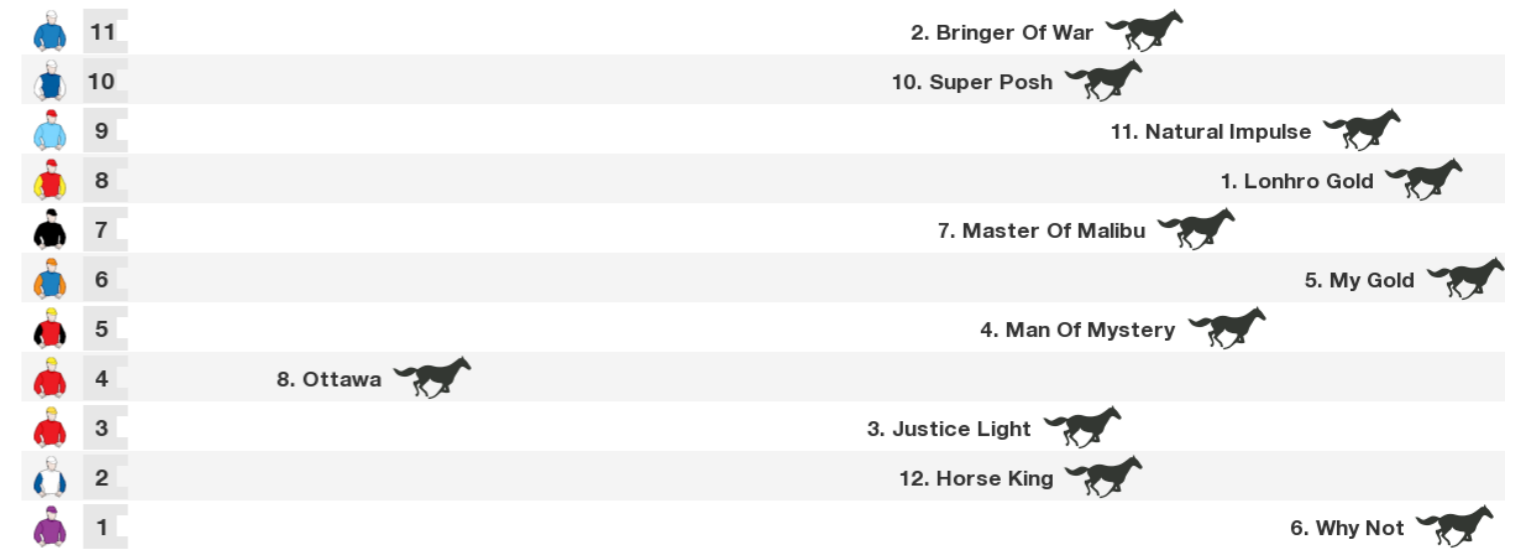 11 2. Bringer Of War
10 10. Super Posh
9 11. Natural Impulse
8 1. Lonhro Gold
7 7. Master Of Malibu
6 5. My Gold
5 4. Man Of Mystery
4 8. Ottawa
3 3. Justice Light
2 12. Horse King
1 6. Why Not